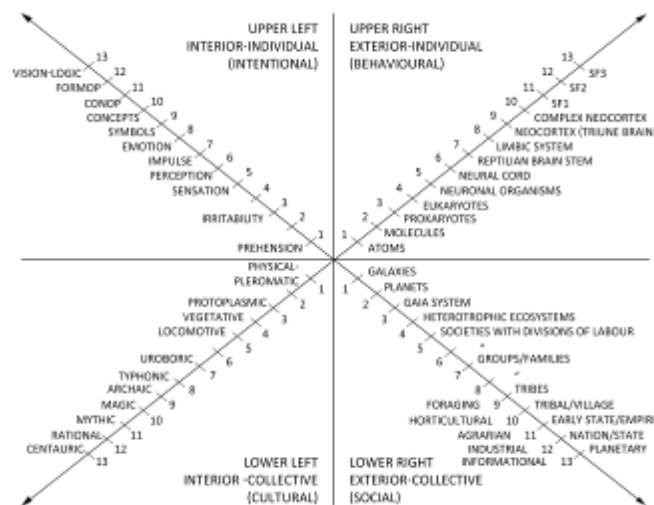 UPPER LEFT
INTERIOR-INDIVIDUAL
(INTENTIONAL)
13
VISION-LOGIC
12
FORMOP
11
CONOP
10
CONCEPTS
9
SYMBOLS
8
EMOTION
7
IMPULSE
6
PERCEPTION
5
SENSATION
4
3
IRRITABILITY
2
1
PREHENSION
UPPER RIGHT
EXTERIOR-INDIVIDUAL
(BEHAVIOURAL)
13
SF3
12
SF2
11
SF1
10
COMPLEX NEOCORTEX
9
NEOCORTEX (TRIUNE BRAIN
8
LIMBIC SYSTEM
7
REPTILIAN BRAIN STEM
6
NEURAL CORD
5
NEURONAL ORGANISMS
4
EUKARYOTES
3
PROKARYOTES
2
MOLECULES
1
ATOMS
PHYSICAL-
PLEROMATIC
1
PROTOPLASMIC
2
VEGETATIVE
3
LOCOMOTIVE
4
5
UROBORIC
6
TYPHONIC
7
ARCHAIC
8
MAGIC
9
MYTHIC
10
RATIONAL
11
CENTAURIC
12
13
LOWER LEFT
INTERIOR -COLLECTIVE
(CULTURAL)
GALAXIES
1
PLANETS
2
GAIA SYSTEM
3
HETEROTROPHIC ECOSYSTEMS
4
SOCIETIES WITH DIVISIONS OF LABOUR
5
"
6
GROUPS/FAMILIES
7
"
8
TRIBES
FORAGING
9
TRIBAL/VILLAGE
HORTICULTURAL
10
EARLY STATE/EMPIRE
AGRARIAN
11
NATION/STATE
INDUSTRIAL
12
PLANETARY
INFORMATIONAL
13
LOWER RIGHT
EXTERIOR-COLLECTIVE
(SOCIAL)